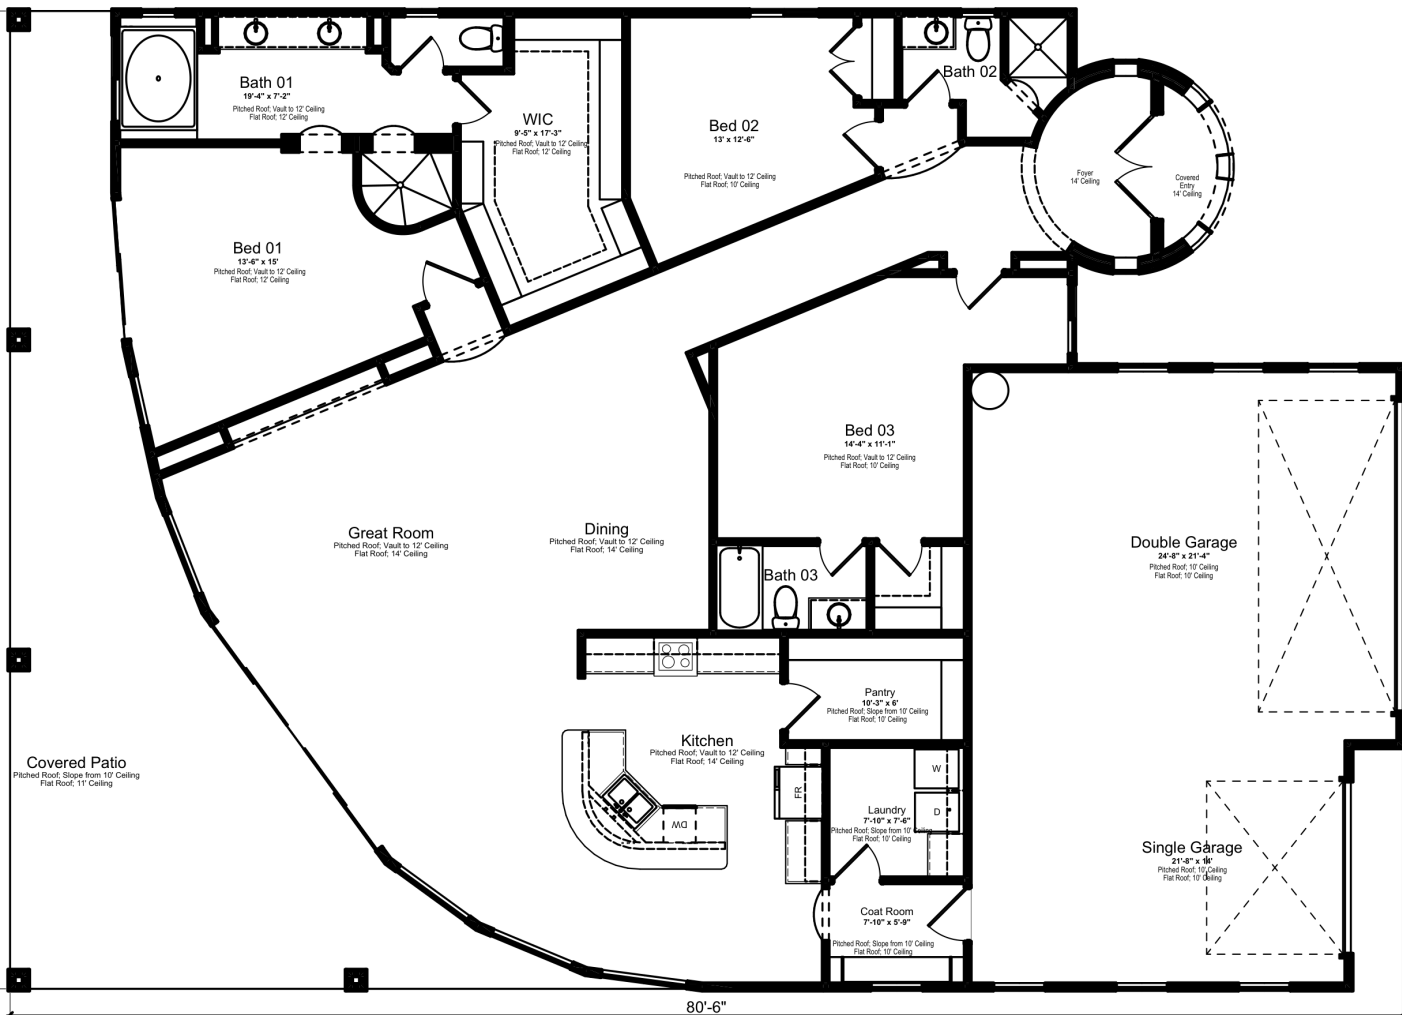 Bath 01
19'-4" x 7'-2"
Pitched Roof; Vault to 12' Ceiling
Flat Roof; 12' Ceiling
WIC
9'-5" x 17'-3"
Pitched Roof; Vault to 12' Ceiling
Flat Roof; 12' Ceiling
Bed 02
13' x 12'-6"
Pitched Roof; Vault to 12' Ceiling
Flat Roof; 10' Ceiling
Bath 02
Foyer
14' Ceiling
Covered
Entry
14' Ceiling
Bed 01
13'-6" x 15'
Pitched Roof; Vault to 12' Ceiling
Flat Roof; 12' Ceiling
Bed 03
14'-4" x 11'-1"
Pitched Roof; Vault to 12' Ceiling
Flat Roof; 10' Ceiling
Great Room
Pitched Roof; Vault to 12' Ceiling
Flat Roof; 14' Ceiling
Dining
Pitched Roof; Vault to 12' Ceiling
Flat Roof; 14' Ceiling
Double Garage
24'-8" x 21'-4"
Pitched Roof; 10' Ceiling
Flat Roof; 10' Ceiling
Bath 03
Pantry
10'-3" x 6'
Pitched Roof; Slope from 10' Ceiling
Flat Roof; 10' Ceiling
Kitchen
Pitched Roof; Vault to 12' Ceiling
Flat Roof; 14' Ceiling
Covered Patio
Pitched Roof; Slope from 10' Ceiling
Flat Roof; 11' Ceiling
FR
DW
W
D
Laundry
7'-10" x 7'-6"
Pitched Roof; Slope from 10' Ceiling
Flat Roof; 10' Ceiling
Single Garage
21'-8" x 14'
Pitched Roof; 10' Ceiling
Flat Roof; 10' Ceiling
Coat Room
7'-10" x 5'-9"
Pitched Roof; Slope from 10' Ceiling
Flat Roof; 10' Ceiling
80'-6"